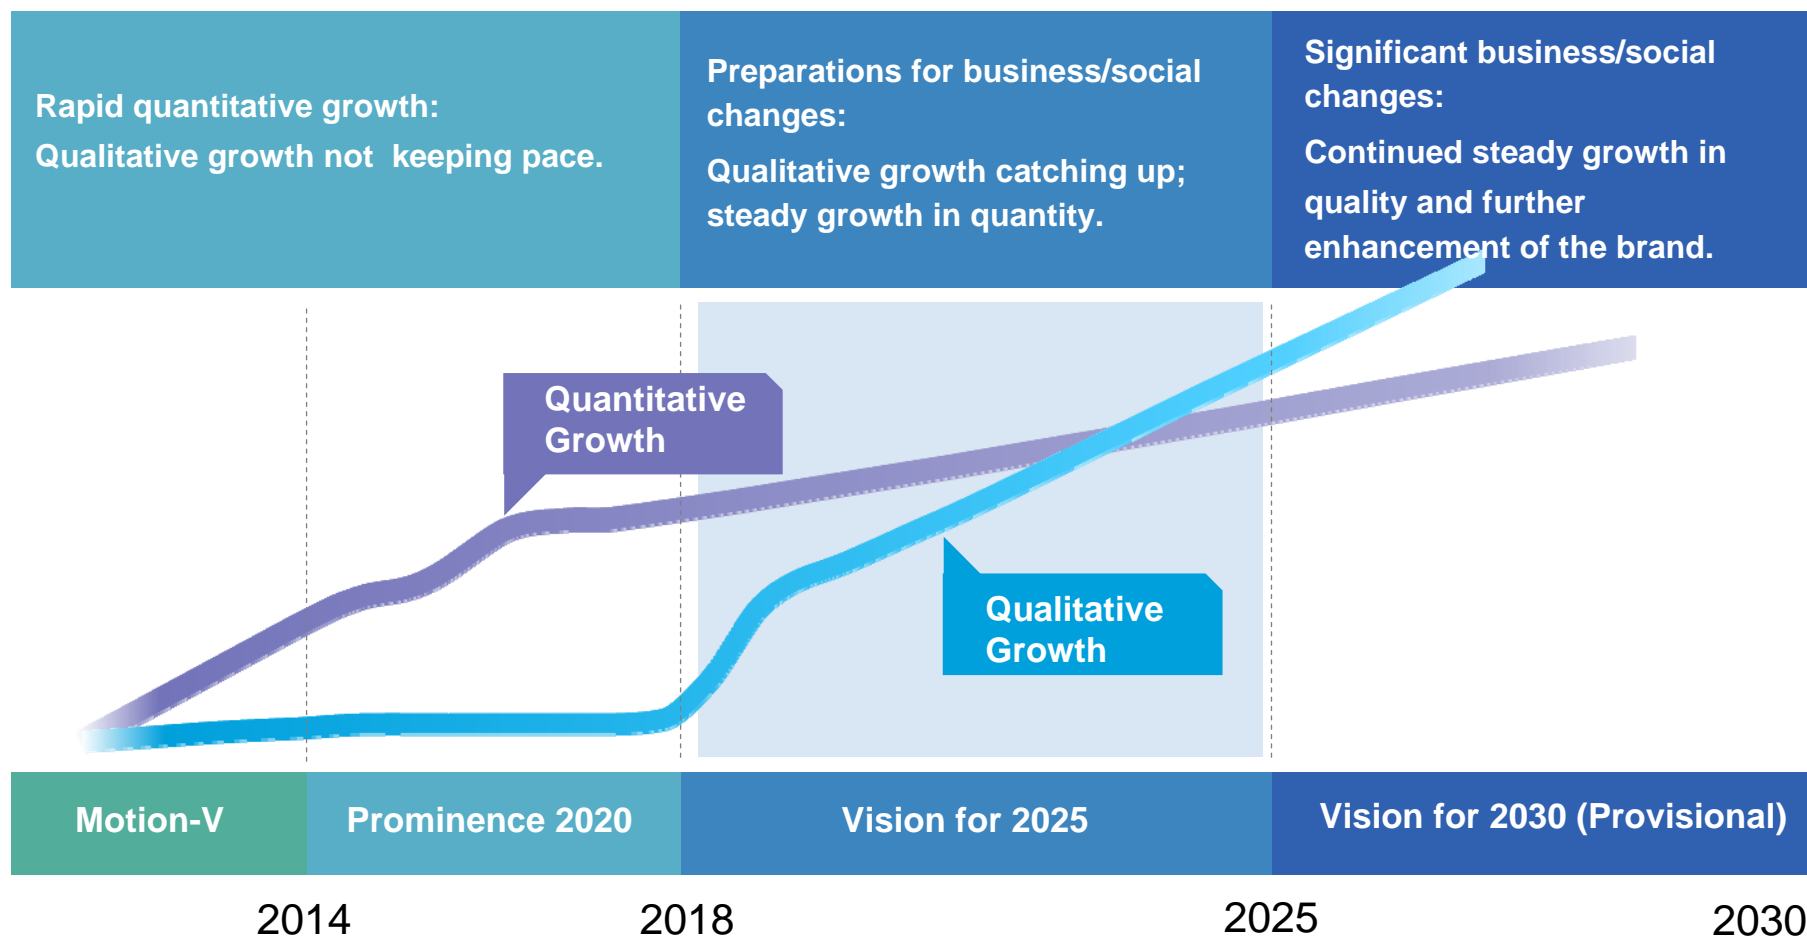 Rapid quantitative growth:
Qualitative growth not  keeping pace.
Preparations for business/social
changes:
Qualitative growth catching up;
steady growth in quantity.
Significant business/social
changes:
Continued steady growth in
quality and further
enhancement of the brand.
Quantitative
Growth
Qualitative
Growth
Motion-V
Prominence 2020
Vision for 2025
Vision for 2030 (Provisional)
2014
2018
2025
2030